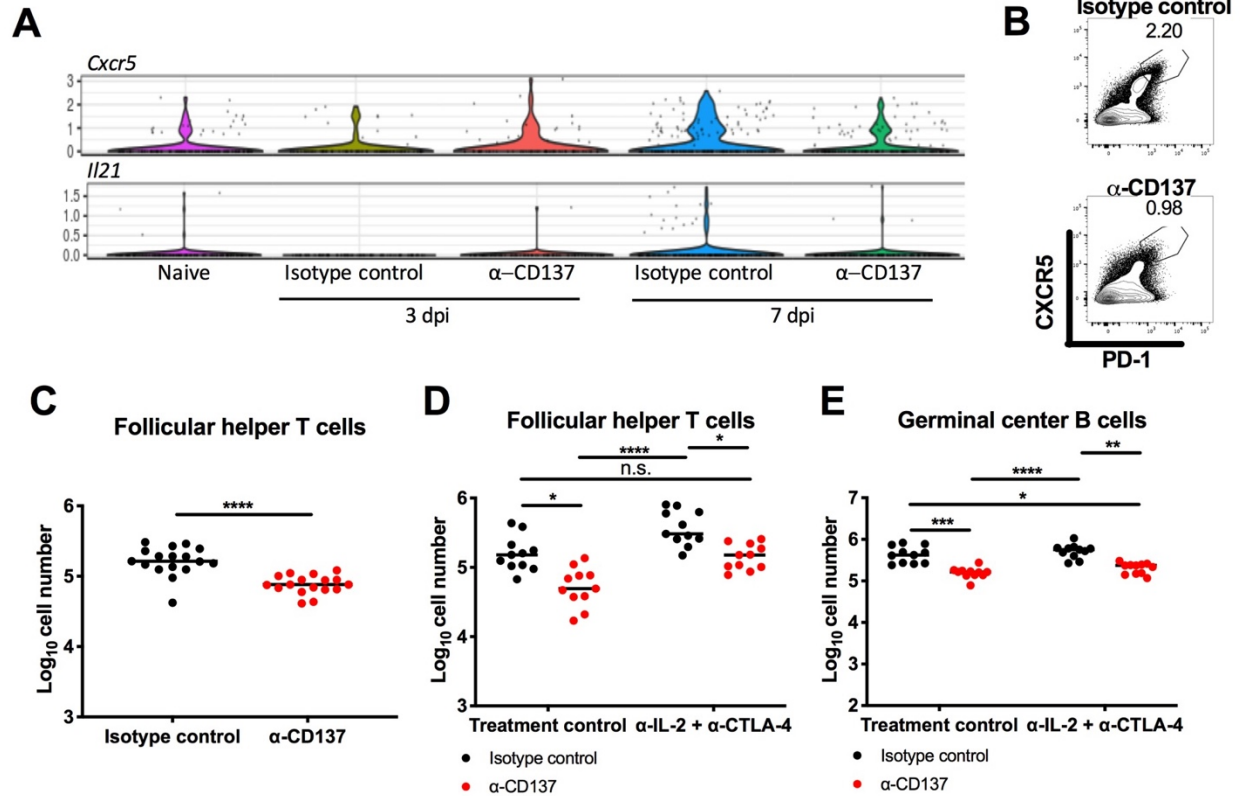 A
Cxcr5
3
2
1
0
Il21
1.5
1.0
0.5
0.0
Naive Isotype control α–CD137 Isotype control α–CD137
3 dpi 7 dpi
B
Isotype control
2.20
α-CD137
0.98
CXCR5
PD-1
C
Follicular helper T cells
****
6
5
4
3
Log10 cell number
Isotype control α-CD137
D
Follicular helper T cells
*
****
n.s.
*
6
5
4
3
Log10 cell number
Treatment control α-IL-2 + α-CTLA-4
Isotype control
α-CD137
E
Germinal center B cells
**
****
*
***
7
6
5
4
3
2
Log10 cell number
Treatment control α-IL-2 + α-CTLA-4
Isotype control
α-CD137